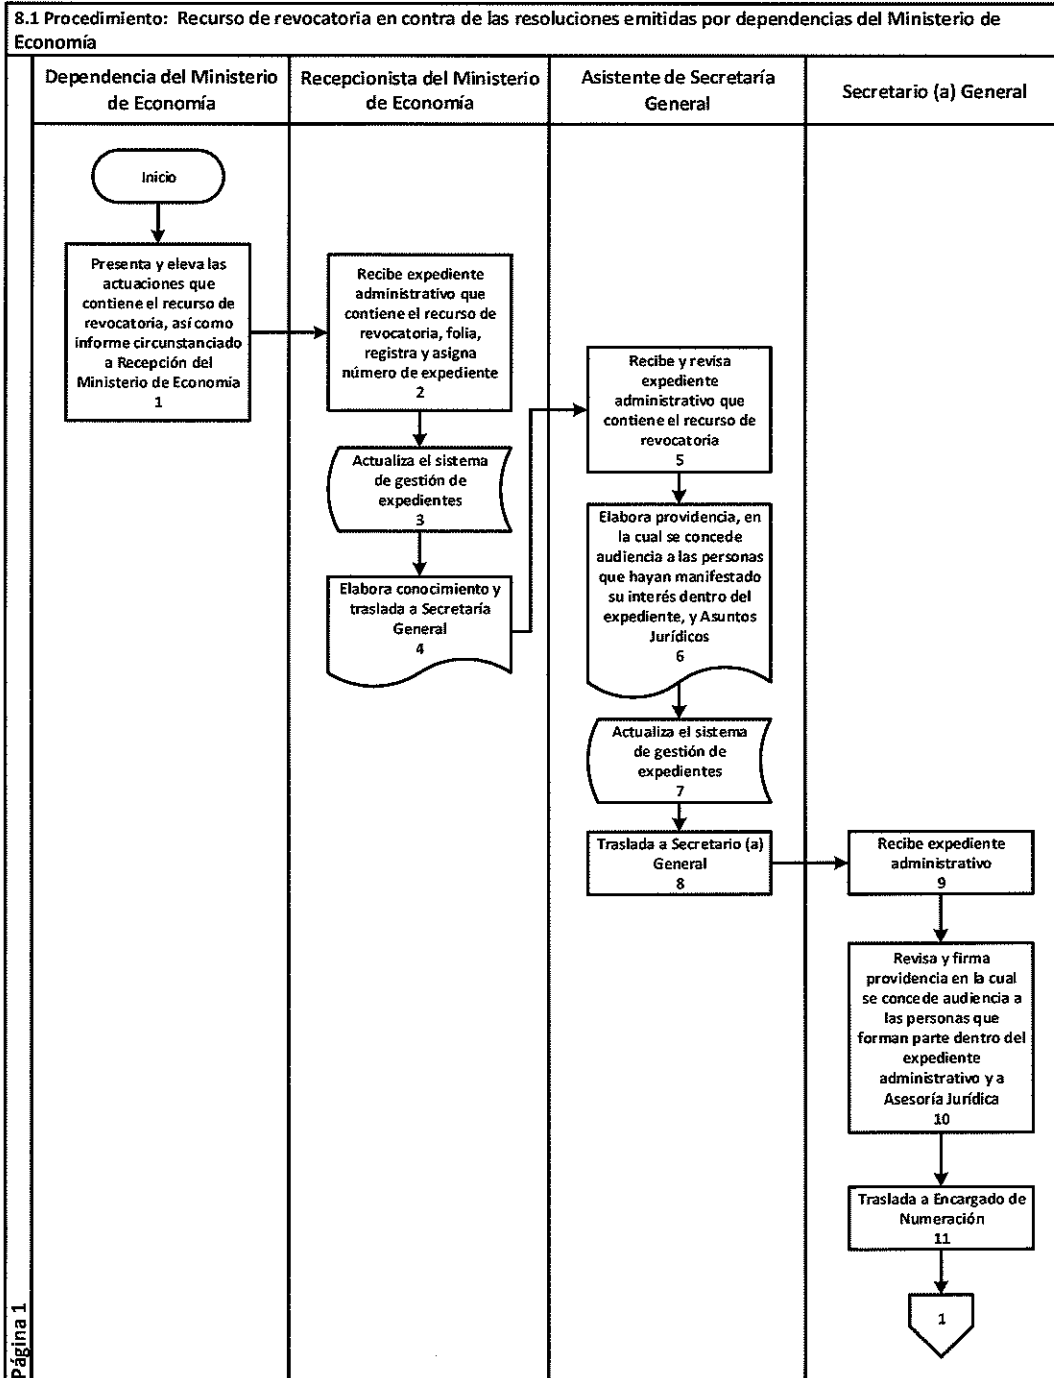 8.1 Procedimiento: Recurso de revocatoria en contra de las resoluciones emitidas por dependencias del Ministerio de
Economía
Dependencia del Ministerio
de Economía
Recepcionista del Ministerio
de Economía
Asistente de Secretaría
General
Secretario (a) General
Inicio
Presenta y eleva las
actuaciones que
contiene el recurso de
revocatoria, así como
informe circunstanciado
a Recepción del
Ministerio de Economía
1
Recibe expediente
administrativo que
contiene el recurso de
revocatoria, folia,
registra y asigna
número de expediente
2
Actualiza el sistema
de gestión de
expedientes
3
Elabora conocimiento y
traslada a Secretaría
General
4
Recibe y revisa
expediente
administrativo que
contiene el recurso de
revocatoria
5
Elabora providencia, en
la cual se concede
audiencia a las personas
que hayan manifestado
su interés dentro del
expediente, y Asuntos
Jurídicos
6
Actualiza el sistema
de gestión de
expedientes
7
Traslada a Secretario (a)
General
8
Recibe expediente
administrativo
9
Revisa y firma
providencia en la cual
se concede audiencia a
las personas que
forman parte dentro del
expediente
administrativo y a
Asesoría Jurídica
10
Traslada a Encargado de
Numeración
11
1
Página 1